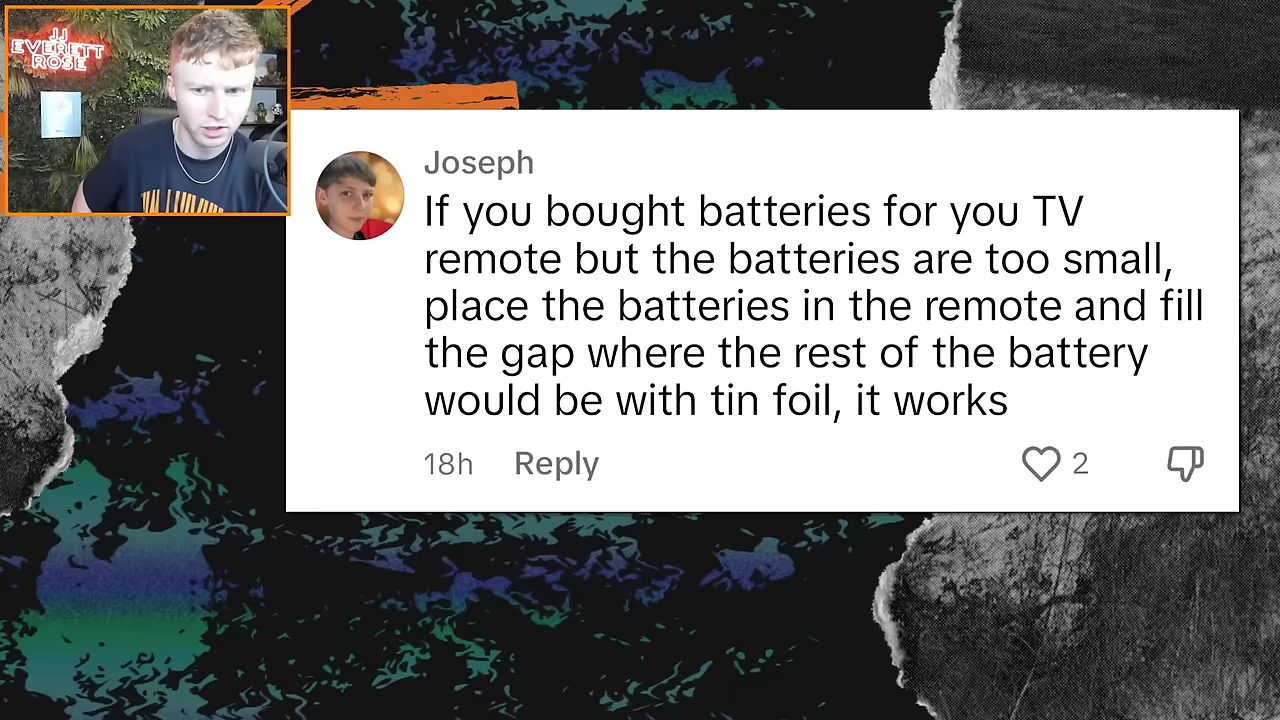 JJ
EVERETT
ROSE
Joseph
If you bought batteries for you TV
remote but the batteries are too small,
place the batteries in the remote and fill
the gap where the rest of the battery
would be with tin foil, it works
18h Reply 2